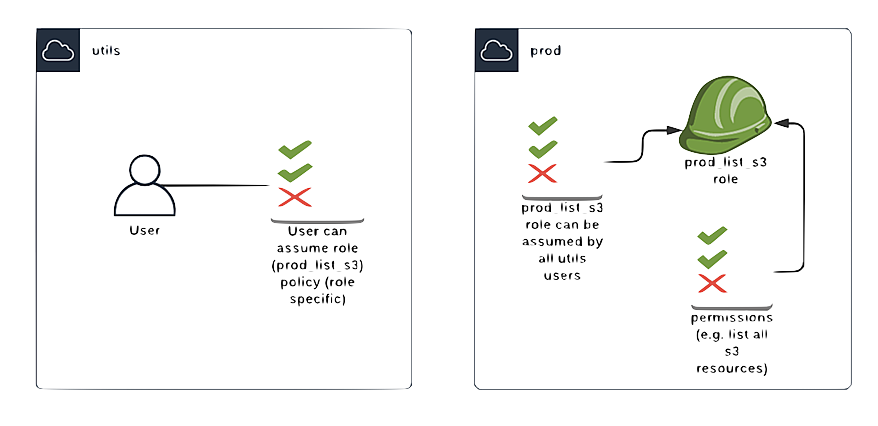 utils
User
User can
assume role
(prod_list_s3)
policy (role
specific)
prod
prod_list_s3
role can be
assumed by
all utils
users
prod_list_s3
role
permissions
(e.g. list all
s3
resources)